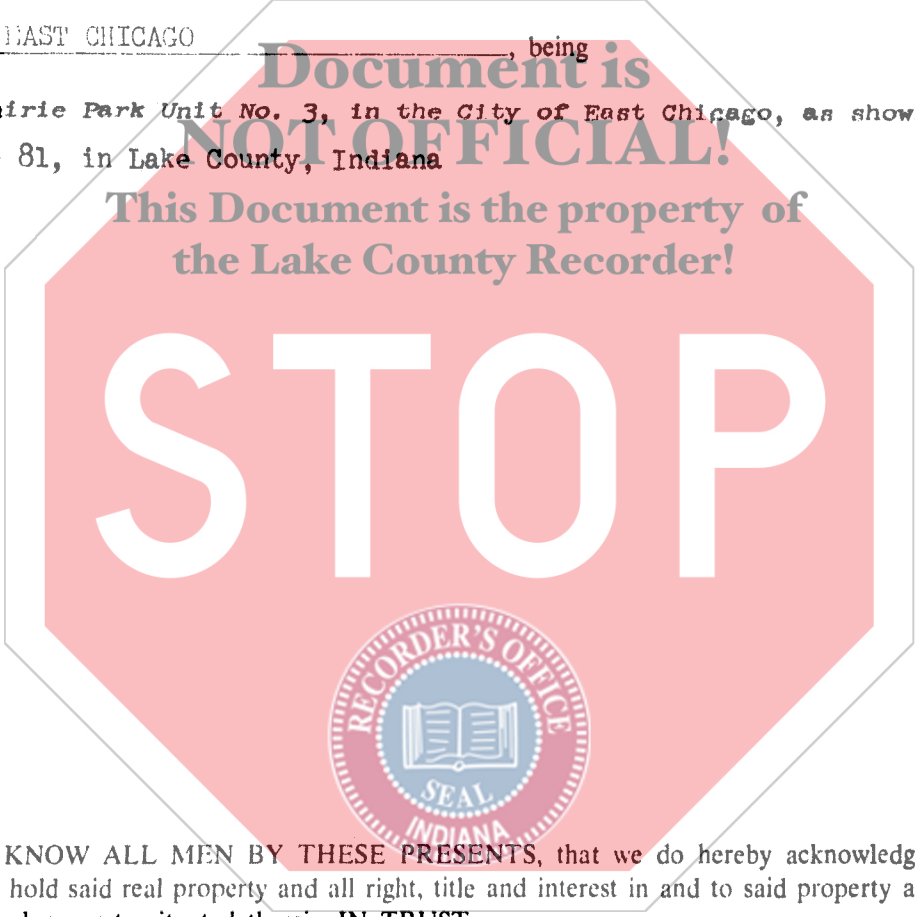 EAST CHICAGO, being
Document is
irie Park Unit No. 3, in the City of East Chicago, as show
NOT OFFICIAL!
81, in Lake County, Indiana
This Document is the property of
the Lake County Recorder!
STOP
RECORDER'S OFFICE
SEAL
INDIANA
KNOW ALL MEN BY THESE PRESENTS, that we do hereby acknowledg
hold said real property and all right, title and interest in and to said property a
IN TRUST